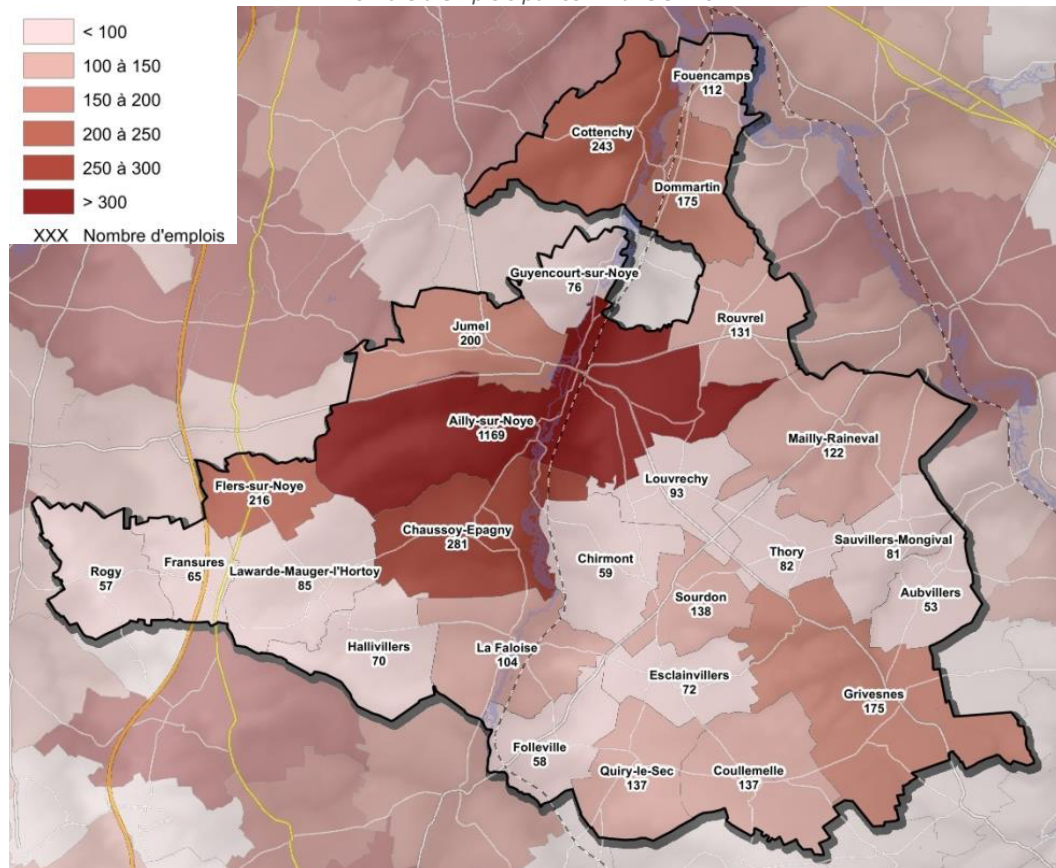 < 100
100 à 150
150 à 200
200 à 250
250 à 300
> 300
XXX Nombre d'emplois
Fouencamps
112
Cottenchy
243
Dommartin
175
Guyencourt-sur-Noye
76
Jumel
200
Rouvrel
131
Ailly-sur-Noye
1169
Mailly-Raineval
122
Louvrechy
93
Flers-sur-Noye
216
Chaussoy-Epagny
281
Chirmont
59
Thory
82
Sauvillers-Mongival
81
Rogy
57
Fransures
65
Lawarde-Mauger-l'Hortoy
85
Aubvillers
53
Sourdon
138
Hallivillers
70
La Faloise
104
Esclainvillers
72
Grivesnes
175
Folleville
58
Quiry-le-Sec
137
Coullemelle
137